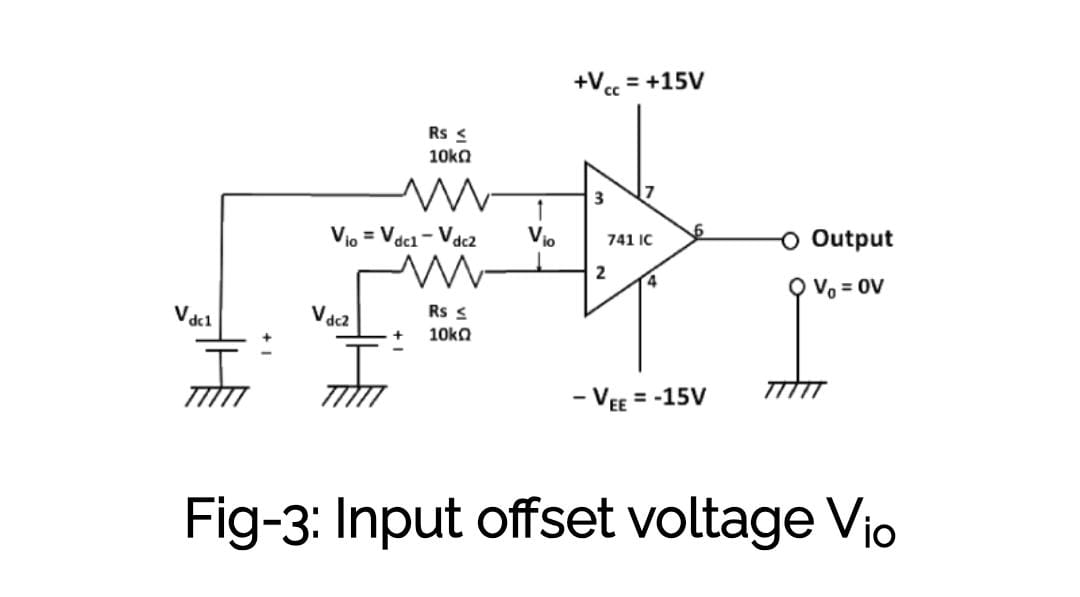 +Vcc = +15V
Rs ≤
10kΩ
3
7
Vio = Vdc1 – Vdc2
Vio
741 IC
6
Output
2
4
Vo = 0V
Vdc1
+
−
Vdc2
+
−
Rs ≤
10kΩ
– VEE = -15V
Fig-3: Input offset voltage Vio